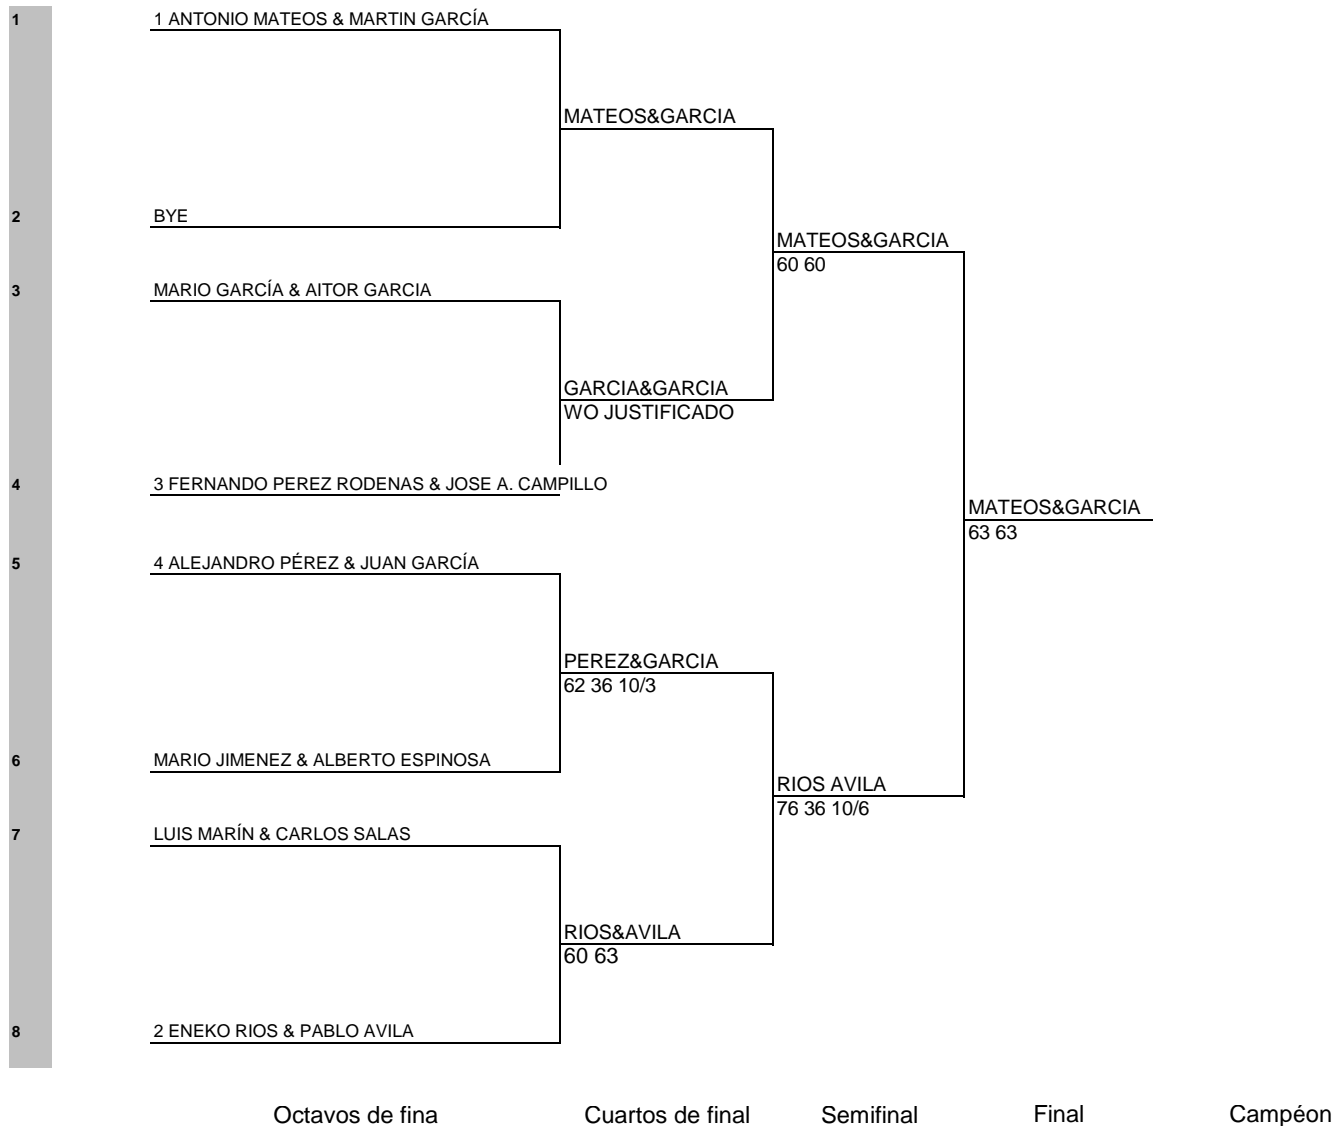 1 1 ANTONIO MATEOS & MARTIN GARCÍA
MATEOS&GARCIA
2 BYE
MATEOS&GARCIA
60 60
3 MARIO GARCÍA & AITOR GARCIA
GARCIA&GARCIA
WO JUSTIFICADO
4 3 FERNANDO PEREZ RODENAS & JOSE A. CAMPILLO
MATEOS&GARCIA
63 63
5 4 ALEJANDRO PÉREZ & JUAN GARCÍA
PEREZ&GARCIA
62 36 10/3
6 MARIO JIMENEZ & ALBERTO ESPINOSA
RIOS AVILA
76 36 10/6
7 LUIS MARÍN & CARLOS SALAS
RIOS&AVILA
60 63
8 2 ENEKO RIOS & PABLO AVILA
Octavos de fina Cuartos de final Semifinal Final Campéon